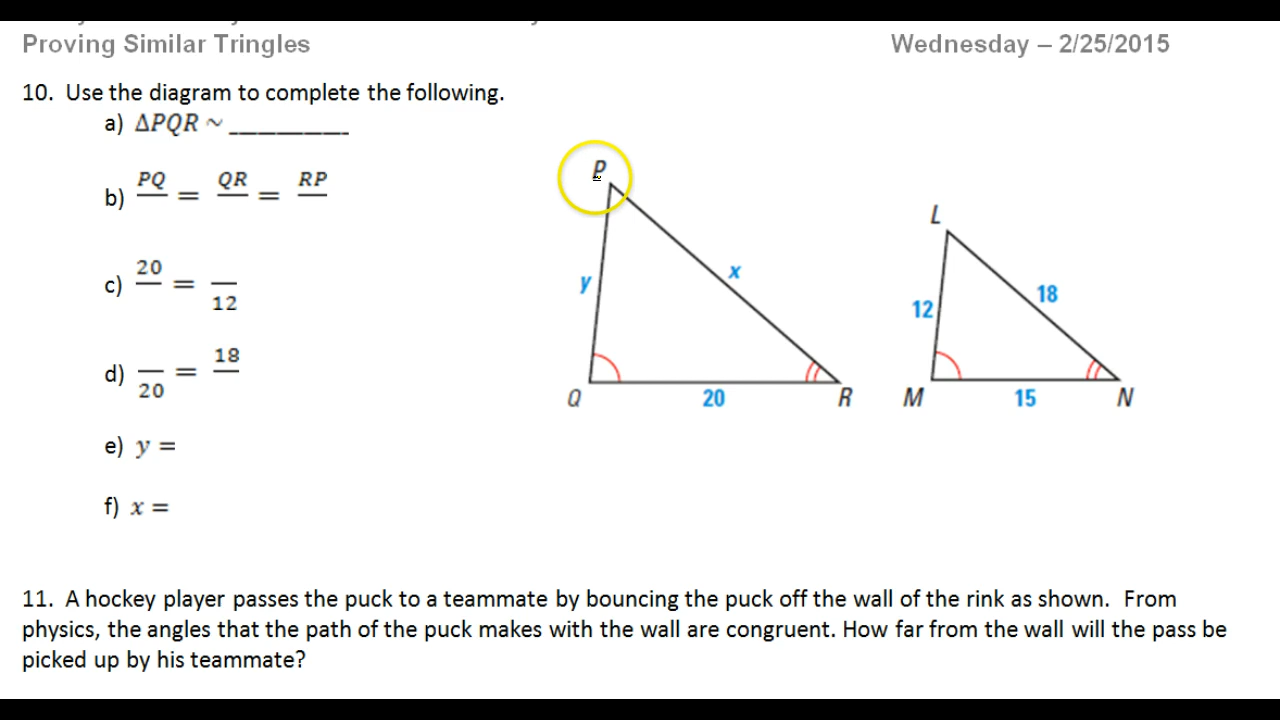 Proving Similar Tringles Wednesday – 2/25/2015
10. Use the diagram to complete the following.
a) ΔPQR ~ ________
b) PQ/ = QR/ = RP/
c) 20/ = /12
d) /20 = 18/
e) y =
f) x =
P
y
x
Q
20
R
L
12
18
M
15
N
11. A hockey player passes the puck to a teammate by bouncing the puck off the wall of the rink as shown. From
physics, the angles that the path of the puck makes with the wall are congruent. How far from the wall will the pass be
picked up by his teammate?